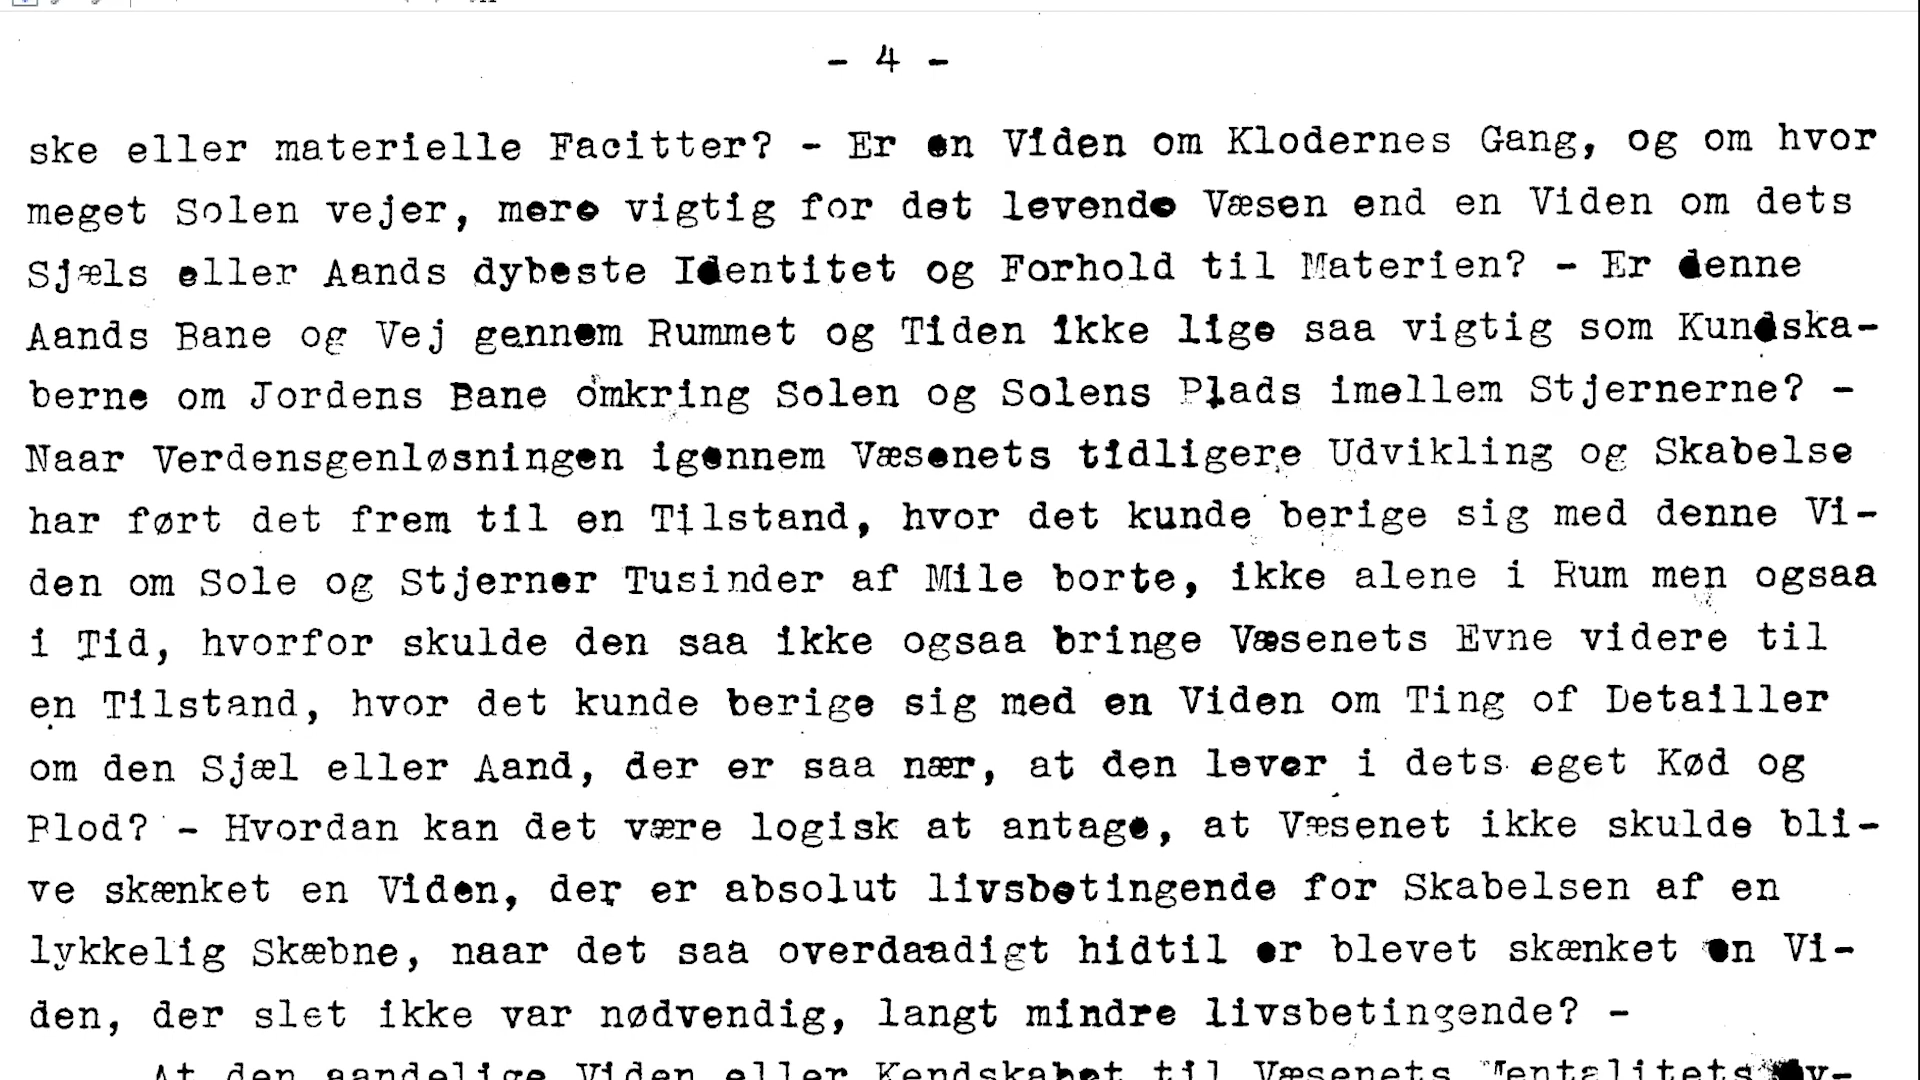 - 4 -
ske eller materielle Facitter? - Er en Viden om Klodernes Gang, og om hvor
meget Solen vejer, mere vigtig for det levende Væsen end en Viden om dets
Sjæls eller Aands dybeste Identitet og Forhold til Materien? - Er denne
Aands Bane og Vej gennem Rummet og Tiden ikke lige saa vigtig som Kundska-
berne om Jordens Bane omkring Solen og Solens Plads imellem Stjernerne? -
Naar Verdensgenløsningen igennem Væsenets tidligere Udvikling og Skabelse
har ført det frem til en Tilstand, hvor det kunde berige sig med denne Vi-
den om Sole og Stjerner Tusinder af Mile borte, ikke alene i Rum men ogsaa
i Tid, hvorfor skulde den saa ikke ogsaa bringe Væsenets Evne videre til
en Tilstand, hvor det kunde berige sig med en Viden om Ting of Detailler
om den Sjæl eller Aand, der er saa nær, at den lever i dets eget Kød og
Blod? - Hvordan kan det være logisk at antage, at Væsenet ikke skulde bli-
ve skænket en Viden, der er absolut livsbetingende for Skabelsen af en
lykkelig Skæbne, naar det saa overdaadigt hidtil er blevet skænket en Vi-
den, der slet ikke var nødvendig, langt mindre livsbetingende? -
At den aandelige Viden eller Kendskabet til Væsenets